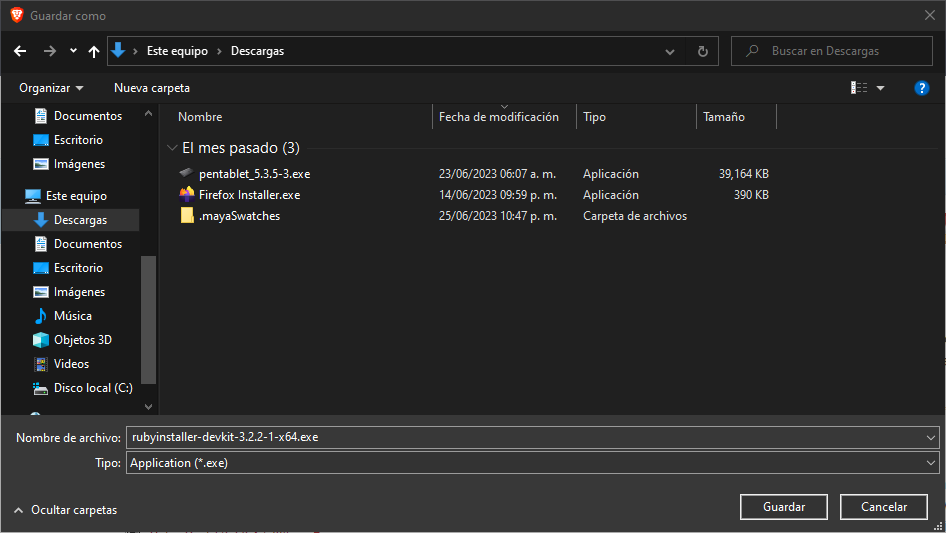 Guardar como
Este equipo > Descargas
Buscar en Descargas
Organizar
Nueva carpeta
?
Documentos
Escritorio
Imágenes
Este equipo
Descargas
Documentos
Escritorio
Imágenes
Música
Objetos 3D
Videos
Disco local (C:)
Nombre Fecha de modificación Tipo Tamaño
El mes pasado (3)
pentablet_5.3.5-3.exe 23/06/2023 06:07 a. m. Aplicación 39,164 KB
Firefox Installer.exe 14/06/2023 09:59 p. m. Aplicación 390 KB
.mayaSwatches 25/06/2023 10:47 p. m. Carpeta de archivos
Nombre de archivo: rubyinstaller-devkit-3.2.2-1-x64.exe
Tipo: Application (*.exe)
Ocultar carpetas
Guardar
Cancelar